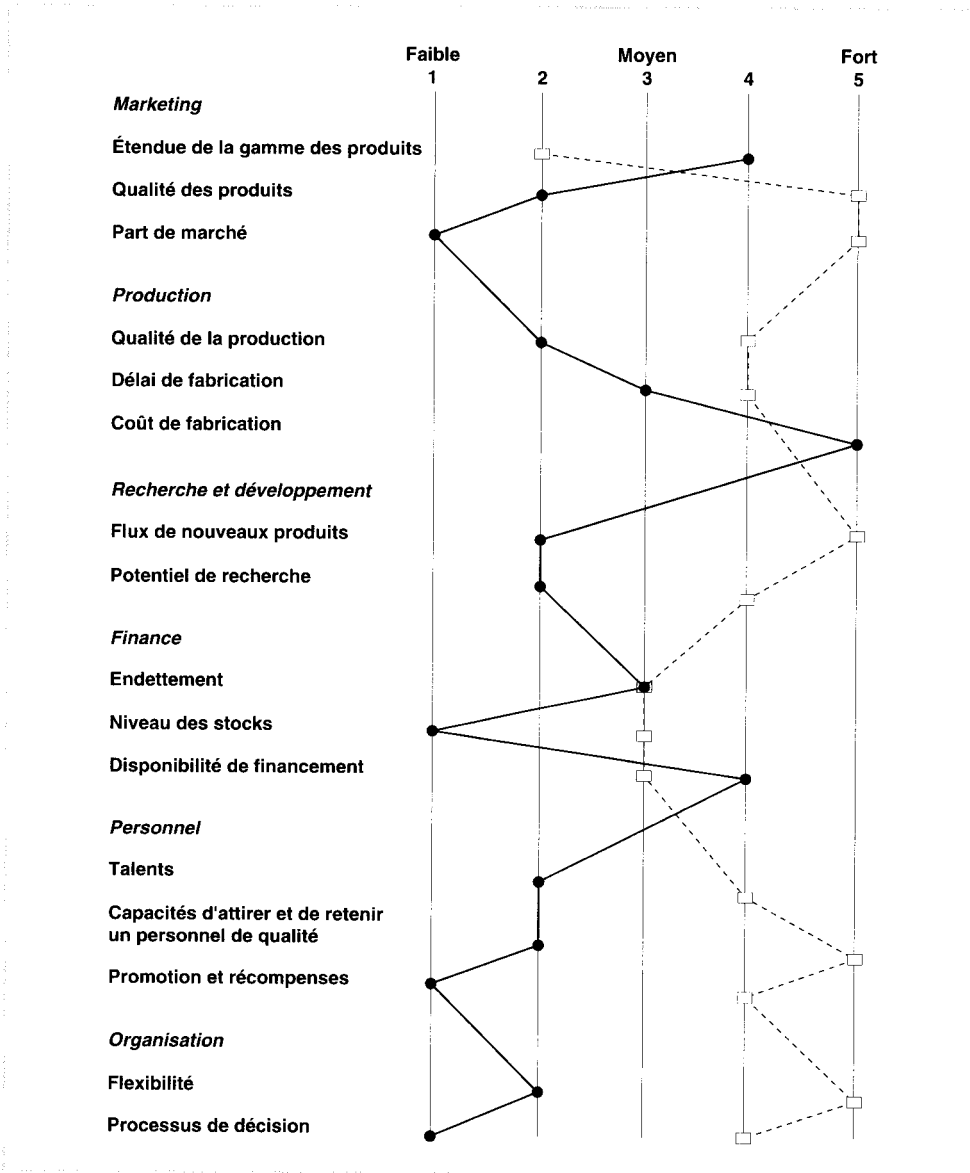 Faible Moyen Fort
1 2 3 4 5
Marketing
Étendue de la gamme des produits
Qualité des produits
Part de marché
Production
Qualité de la production
Délai de fabrication
Coût de fabrication
Recherche et développement
Flux de nouveaux produits
Potentiel de recherche
Finance
Endettement
Niveau des stocks
Disponibilité de financement
Personnel
Talents
Capacités d'attirer et de retenir
un personnel de qualité
Promotion et récompenses
Organisation
Flexibilité
Processus de décision